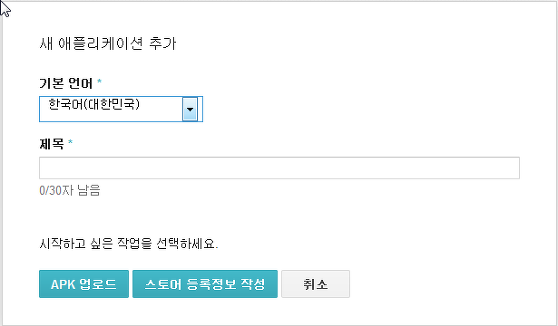 새 애플리케이션 추가
기본 언어 *
한국어(대한민국)
제목 *
0/30자 남음
시작하고 싶은 작업을 선택하세요.
APK 업로드 스토어 등록정보 작성 취소